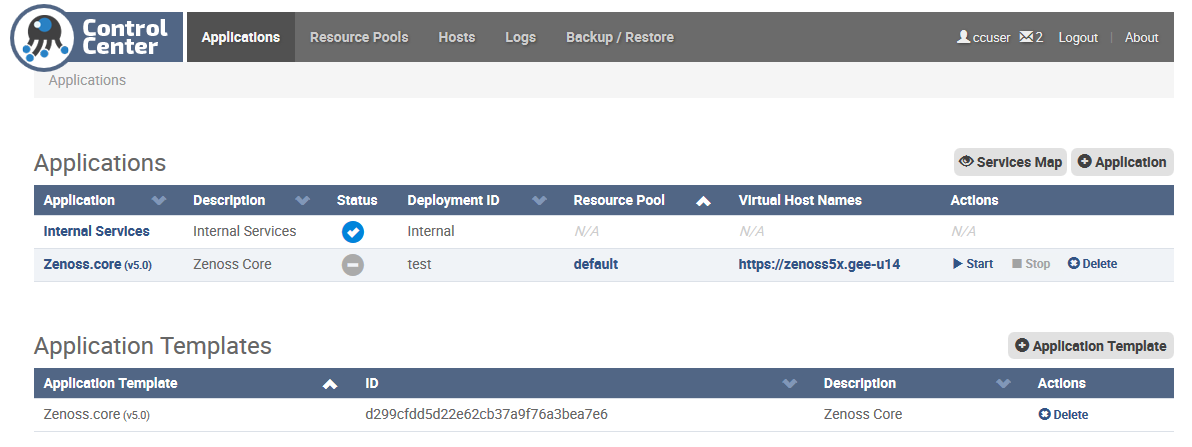 Control Center
Applications Resource Pools Hosts Logs Backup / Restore ccuser 2 Logout About
Applications
Applications Services Map Application
Application Description Status Deployment ID Resource Pool Virtual Host Names Actions
Internal Services Internal Services Internal N/A N/A N/A
Zenoss.core (v5.0) Zenoss Core test default https://zenoss5x.gee-u14 Start Stop Delete
Application Templates Application Template
Application Template ID Description Actions
Zenoss.core (v5.0) d299cfdd5d22e62cb37a9f76a3bea7e6 Zenoss Core Delete